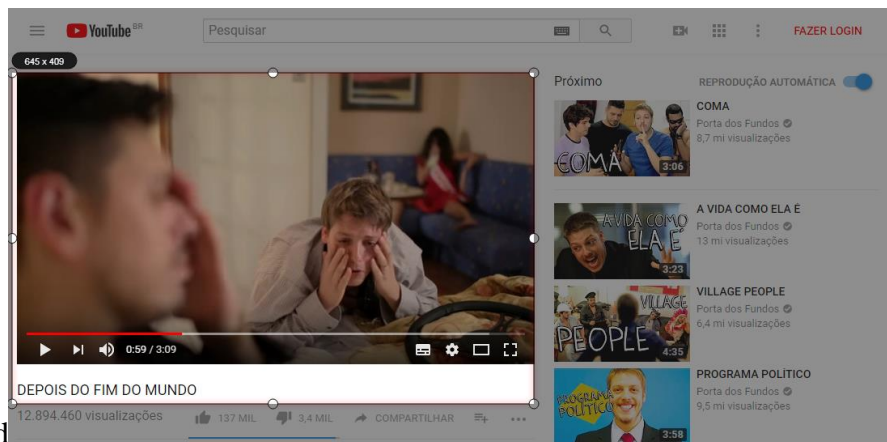 YouTube BR
Pesquisar
FAZER LOGIN
645 x 409
0:59 / 3:09
DEPOIS DO FIM DO MUNDO
12.894.460 visualizações
137 MIL
3,4 MIL
COMPARTILHAR
Próximo
REPRODUÇÃO AUTOMÁTICA
COMA
3:06
COMA
Porta dos Fundos
8,7 mi visualizações
A VIDA COMO ELA É
3:23
A VIDA COMO ELA É
Porta dos Fundos
13 mi visualizações
VILLAGE PEOPLE
4:35
VILLAGE PEOPLE
Porta dos Fundos
6,4 mi visualizações
PROGRAMA POLÍTICO
3:58
PROGRAMA POLÍTICO
Porta dos Fundos
9,5 mi visualizações
d